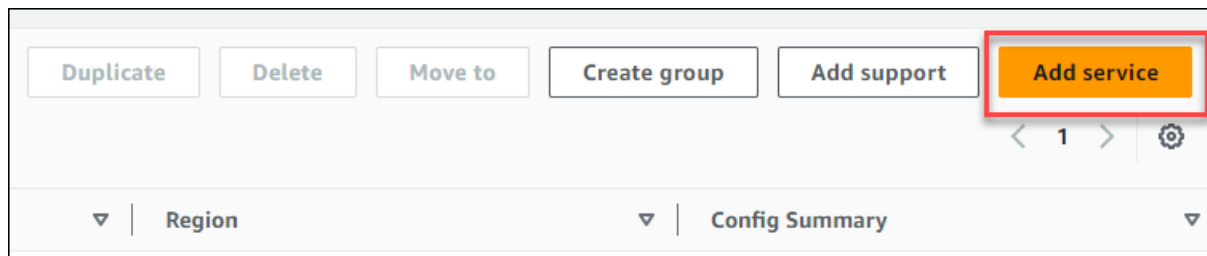 Duplicate Delete Move to Create group Add support Add service
1
Region Config Summary